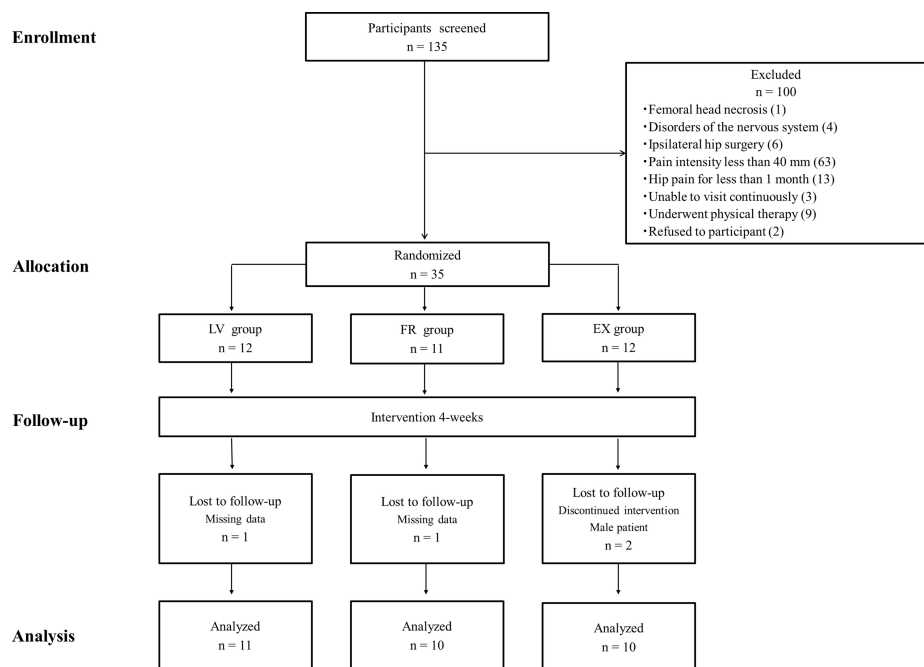 Enrollment
Participants screened
n = 135
Excluded
n = 100
・Femoral head necrosis (1)
・Disorders of the nervous system (4)
・Ipsilateral hip surgery (6)
・Pain intensity less than 40 mm (63)
・Hip pain for less than 1 month (13)
・Unable to visit continuously (3)
・Underwent physical therapy (9)
・Refused to participant (2)
Allocation
Randomized
n = 35
LV group
n = 12
FR group
n = 11
EX group
n = 12
Follow-up
Intervention 4-weeks
Lost to follow-up
Missing data
n = 1
Lost to follow-up
Missing data
n = 1
Lost to follow-up
Discontinued intervention
Male patient
n = 2
Analysis
Analyzed
n = 11
Analyzed
n = 10
Analyzed
n = 10